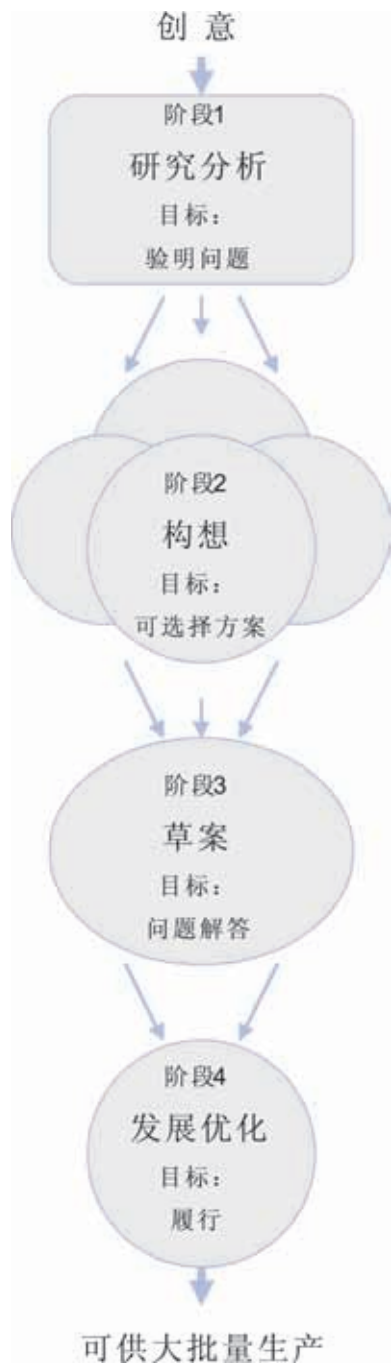 创 意
阶段1
研究分析
目标：
验明问题
阶段2
构想
目标：
可选择方案
阶段3
草案
目标：
问题解答
阶段4
发展优化
目标：
履行
可供大批量生产